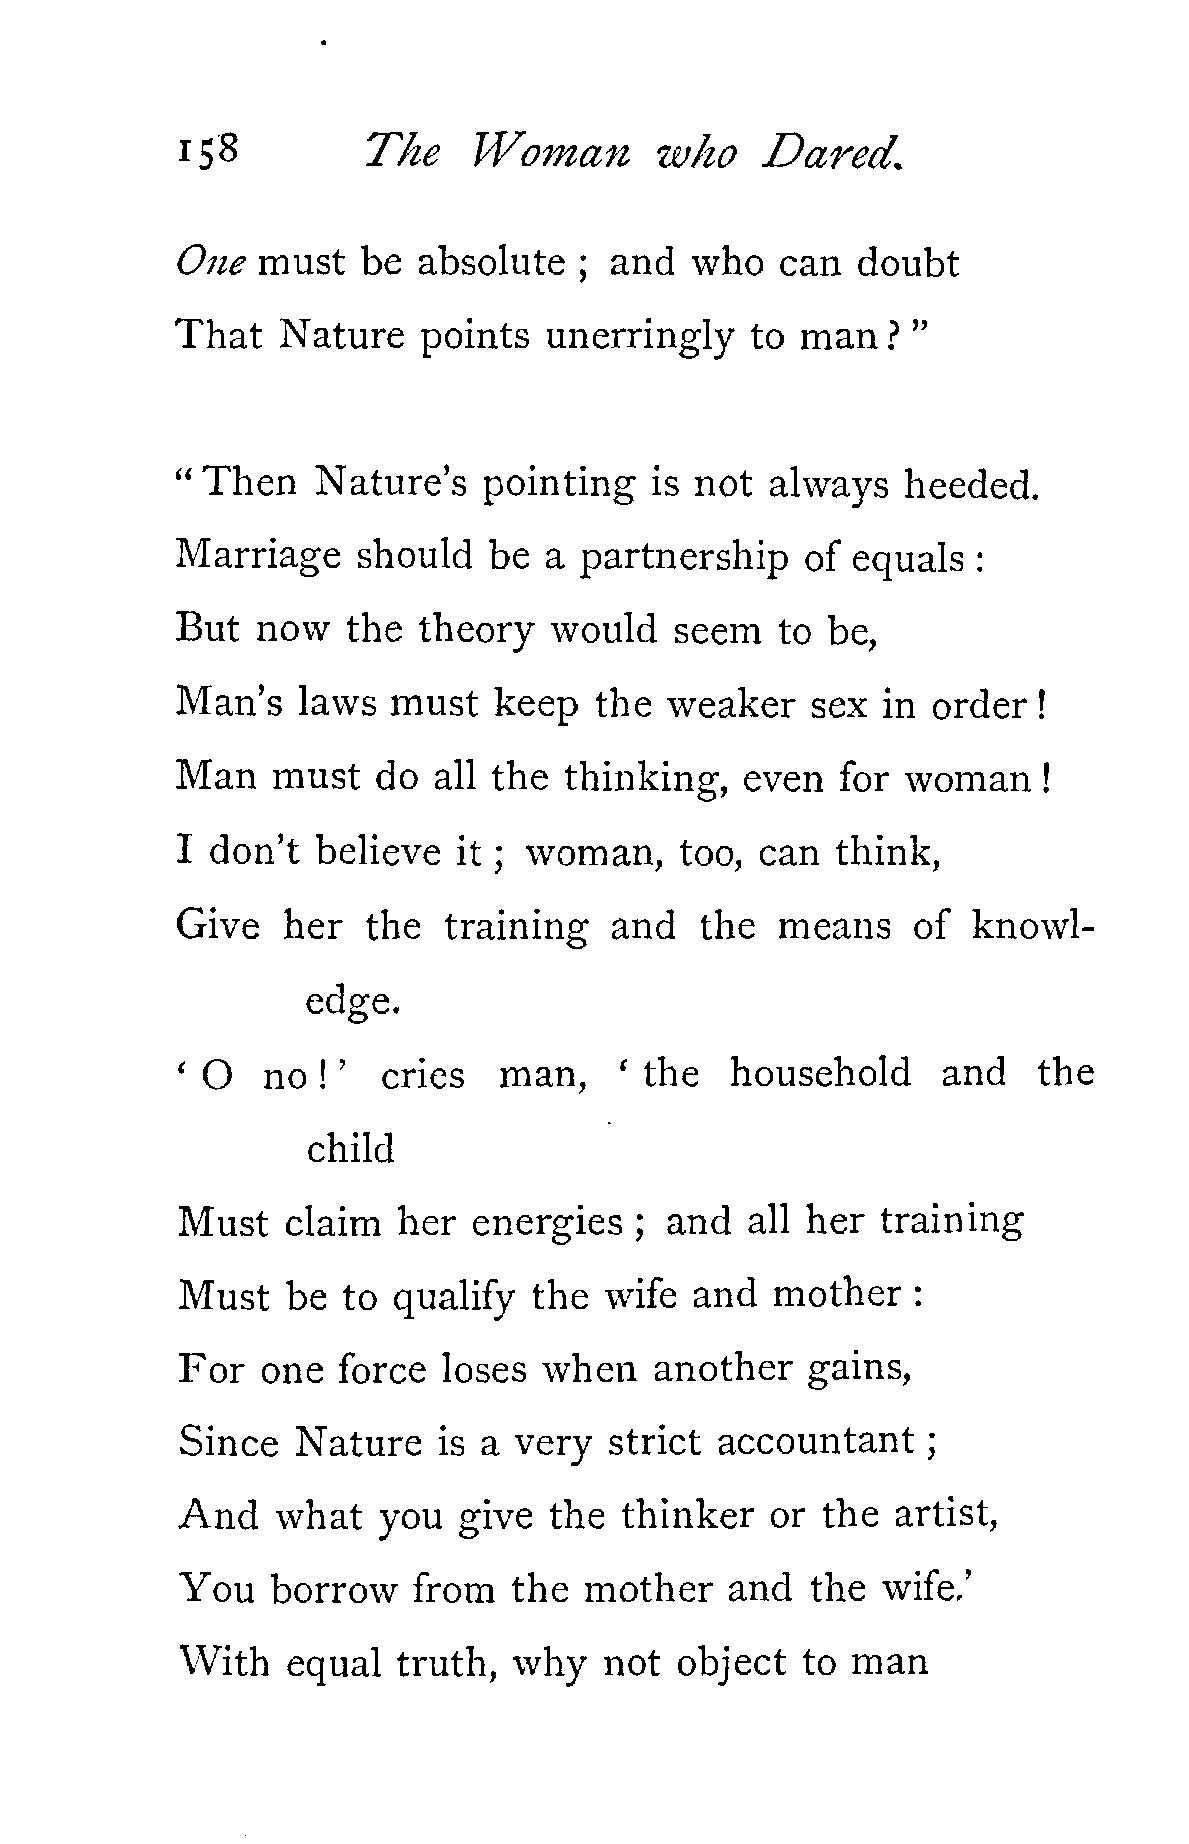 158 The Woman who Dared.
One must be absolute ; and who can doubt
That Nature points unerringly to man ? "
" Then Nature's pointing is not always heeded.
Marriage should be a partnership of equals :
But now the theory would seem to be,
Man's laws must keep the weaker sex in order !
Man must do all the thinking, even for woman !
I don't believe it ; woman, too, can think,
Give her the training and the means of knowl-
edge.
' O no ! ' cries man, ' the household and the
child
Must claim her energies ; and all her training
Must be to qualify the wife and mother :
For one force loses when another gains,
Since Nature is a very strict accountant ;
And what you give the thinker or the artist,
You borrow from the mother and the wife.'
With equal truth, why not object to man